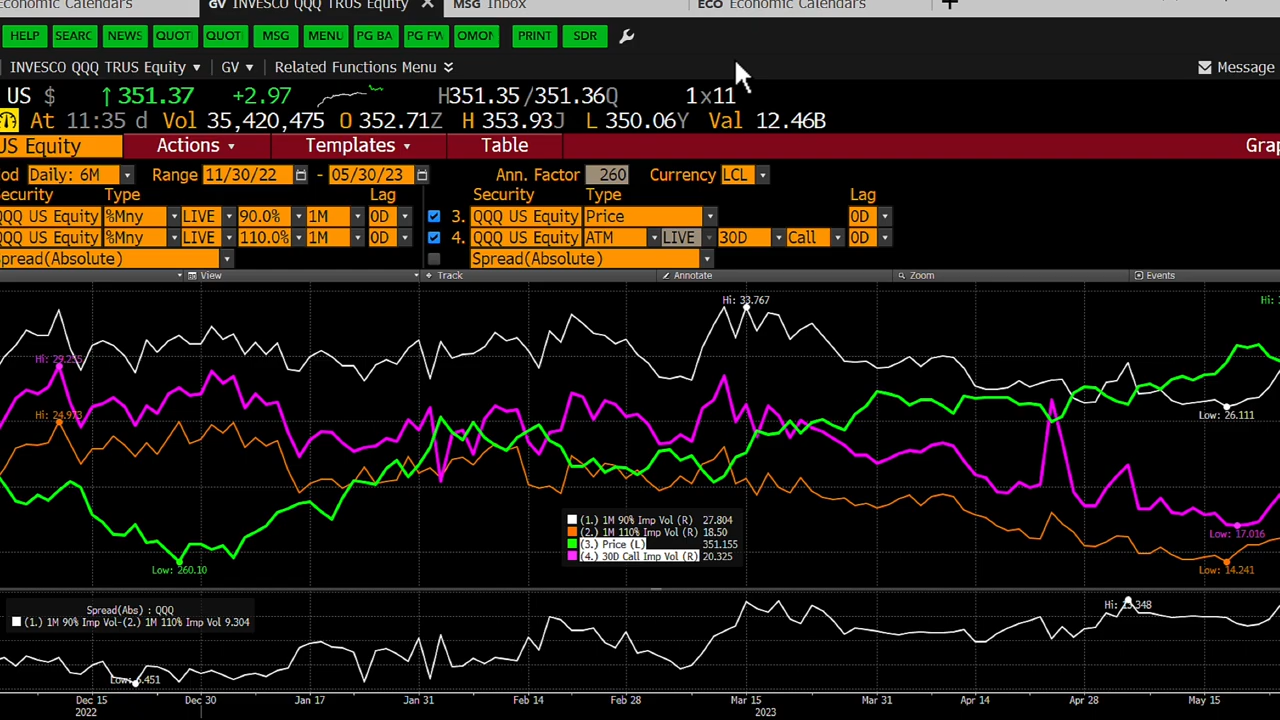 Economic Calendars GV INVESCO QQQ TRUS Equity × MSG Inbox ECO Economic Calendars +
HELP SEARC NEWS QUOTI QUOTI MSG MENU PG BA PG FW OMON PRINT SDR
INVESCO QQQ TRUS Equity GV Related Functions Menu Message
US $ ↑ 351.37 +2.97 H351.35/351.36Q 1x11
At 11:35 d Vol 35,420,475 O 352.71Z H 353.93J L 350.06Y Val 12.46B
US Equity Actions Templates Table Grap
od Daily: 6M Range 11/30/22 - 05/30/23 Ann. Factor 260 Currency LCL
Security Type Lag Security Type Lag
QQQ US Equity %Mny LIVE 90.0% 1M 0D 3. QQQ US Equity Price 0D
QQQ US Equity %Mny LIVE 110.0% 1M 0D 4. QQQ US Equity ATM LIVE 30D Call 0D
Spread(Absolute) Spread(Absolute)
View Track Annotate Zoom Events
Hi: 33.767 Hi:
Hi: 29.255
Hi: 24.973 Low: 26.111
(1.) 1M 90% Imp Vol (R) 27.804
(2.) 1M 110% Imp Vol (R) 18.50
(3.) Price (L) 351.155
(4.) 30D Call Imp Vol (R) 20.325
Low: 17.016
Low: 260.10 Low: 14.241
Spread(Abs) : QQQ
(1.) 1M 90% Imp Vol-(2.) 1M 110% Imp Vol 9.304
Low: .451
Dec 15 Dec 30 Jan 17 Jan 31 Feb 14 Feb 28 Mar 15 Mar 31 Apr 14 Apr 28 May 15
2022 2023